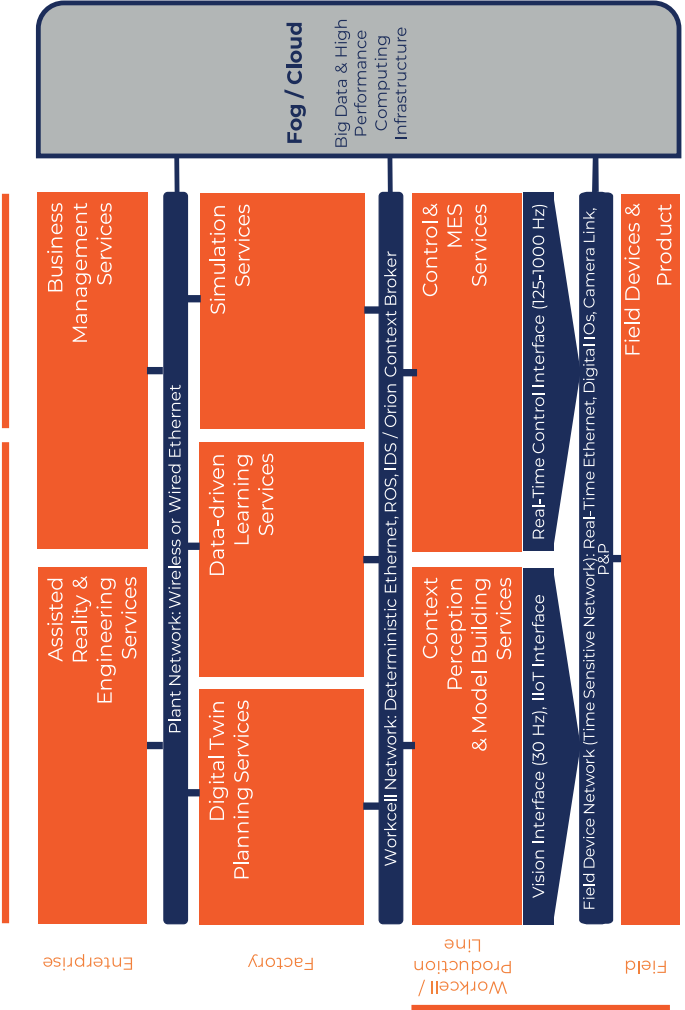 Fog / Cloud
Big Data & High
Performance
Computing
Infrastructure
Enterprise
Assisted
Reality &
Engineering
Services
Business
Management
Services
Plant Network: Wireless or Wired Ethernet
Factory
Digital Twin
Planning Services
Data-driven
Learning
Services
Simulation
Services
Workcell Network: Deterministic Ethernet, ROS, IDS / Orion Context Broker
Workcell /
Production
Line
Context
Perception
& Model Building
Services
Control &
MES
Services
Vision Interface (30 Hz), IIoT Interface
Real-Time Control Interface (125-1000 Hz)
Field Device Network (Time Sensitive Network): Real-Time Ethernet, Digital IOs, Camera Link,
P&P
Field
Field Devices &
Product